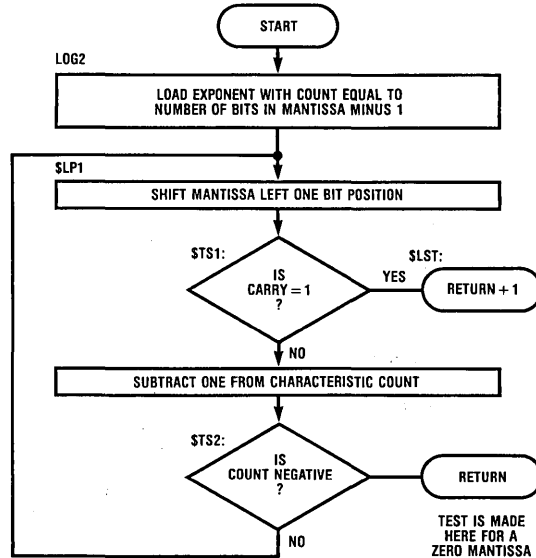 START
LOG2
LOAD EXPONENT WITH COUNT EQUAL TO
NUMBER OF BITS IN MANTISSA MINUS 1
$LP1
SHIFT MANTISSA LEFT ONE BIT POSITION
$TS1:
IS
CARRY = 1
?
YES
$LST:
RETURN + 1
NO
SUBTRACT ONE FROM CHARACTERISTIC COUNT
$TS2:
IS
COUNT NEGATIVE
?
RETURN
NO
TEST IS MADE
HERE FOR A
ZERO MANTISSA